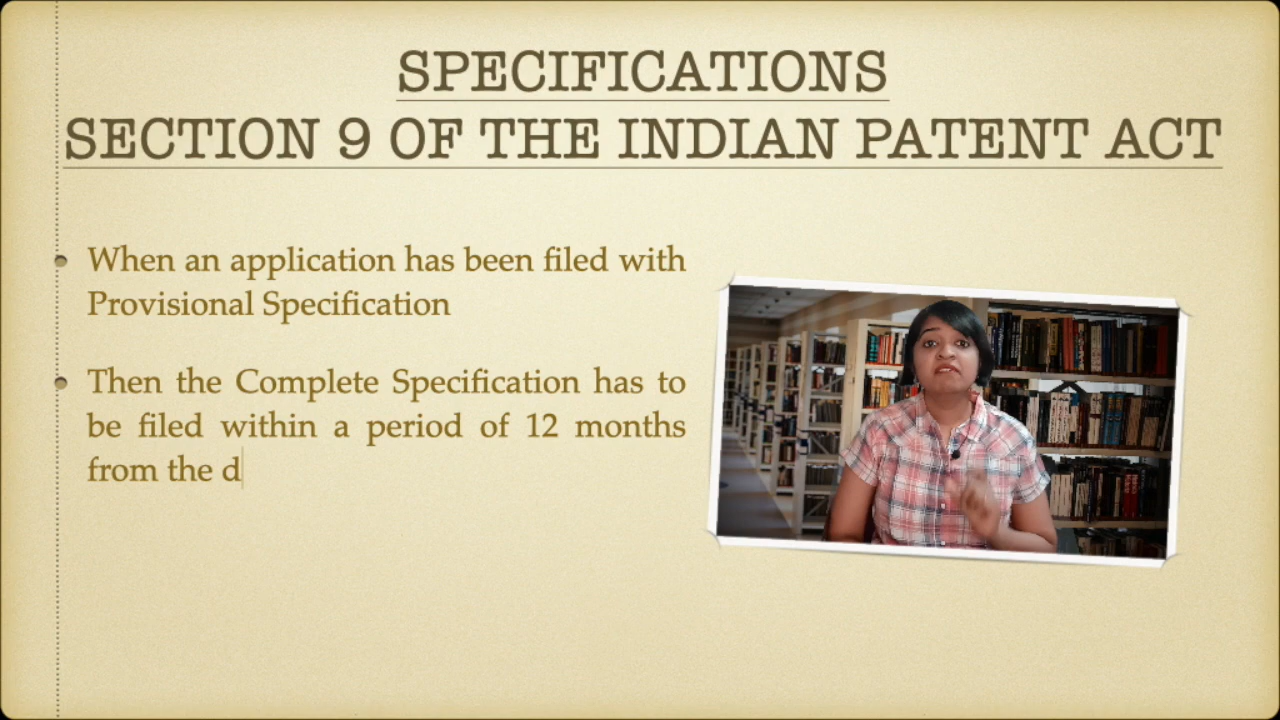 SPECIFICATIONS
SECTION 9 OF THE INDIAN PATENT ACT
When an application has been filed with
Provisional Specification
Then the Complete Specification has to
be filed within a period of 12 months
from the d